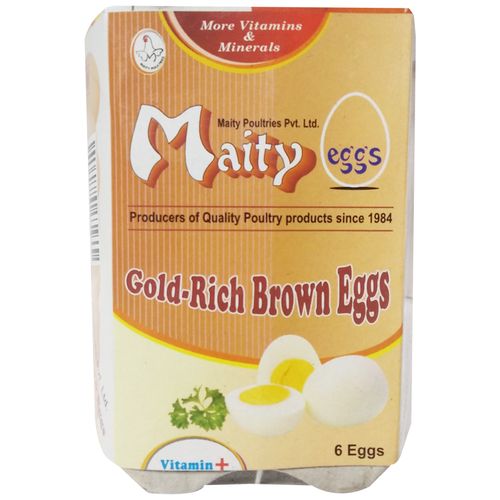 More Vitamins
&
Minerals
Maity Poultries Pvt. Ltd.
Maity
eggs
Producers of Quality Poultry products since 1984
Gold-Rich Brown Eggs
6 Eggs
Vitamin+